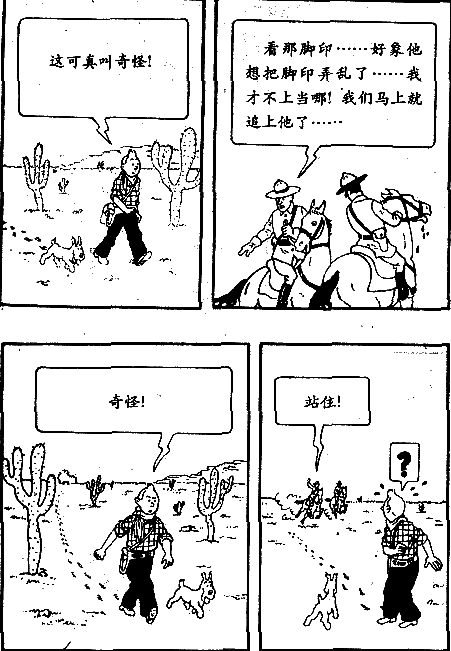 这可真叫奇怪！
看那脚印……好象他
想把脚印弄乱了……我
才不上当哪！我们马上就
追上他了……
奇怪！
站住！
?